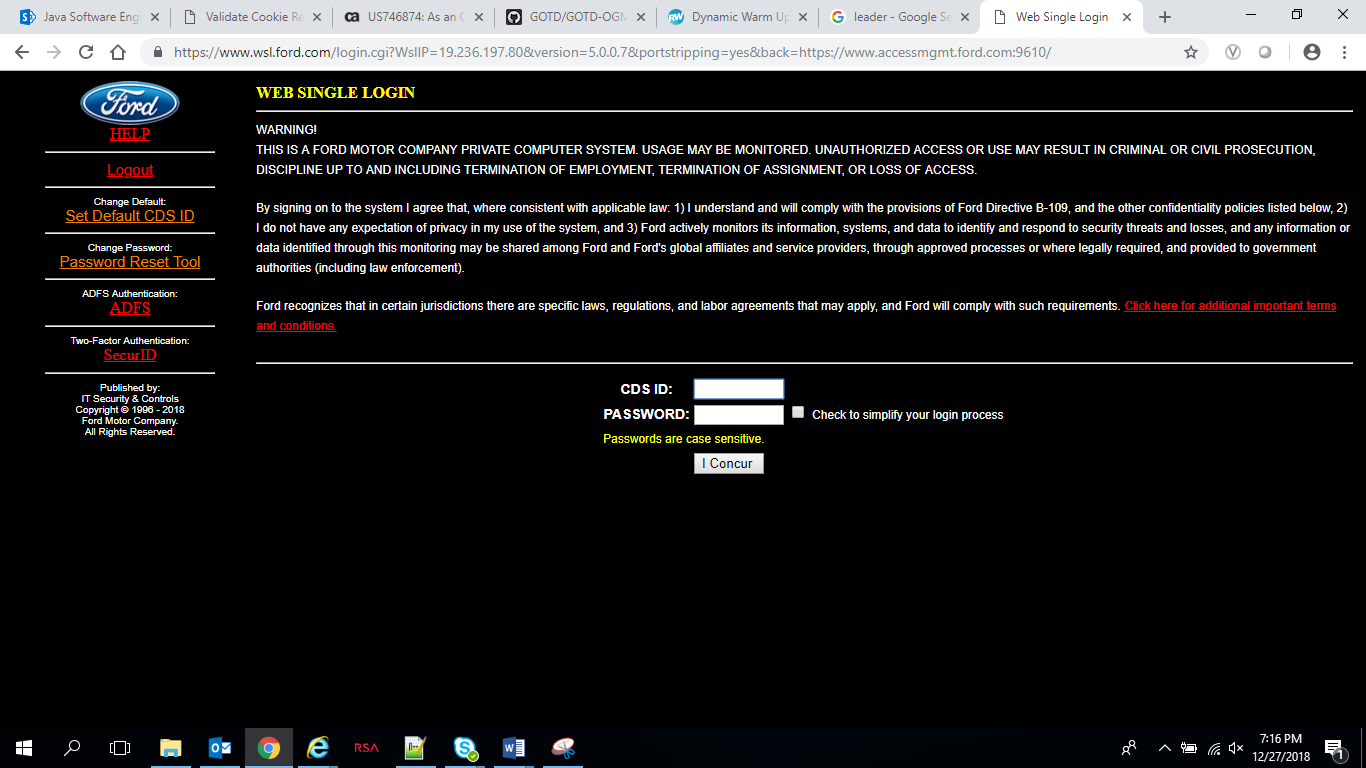 Java Software Engi
Validate Cookie Re
ca
US746874: As an C
GOTD/GOTD-OGM
RW
Dynamic Warm Up
leader - Google Se
Web Single Login
https://www.wsl.ford.com/login.cgi?WslIP=19.236.197.80&version=5.0.0.7&portstripping=yes&back=https://www.accessmgmt.ford.com:9610/
Ford
HELP
Logout
Change Default:
Set Default CDS ID
Change Password:
Password Reset Tool
ADFS Authentication:
ADFS
Two-Factor Authentication:
SecurID
Published by:
IT Security & Controls
Copyright © 1996 - 2018
Ford Motor Company.
All Rights Reserved.
WEB SINGLE LOGIN
WARNING!
THIS IS A FORD MOTOR COMPANY PRIVATE COMPUTER SYSTEM. USAGE MAY BE MONITORED. UNAUTHORIZED ACCESS OR USE MAY RESULT IN CRIMINAL OR CIVIL PROSECUTION,
DISCIPLINE UP TO AND INCLUDING TERMINATION OF EMPLOYMENT, TERMINATION OF ASSIGNMENT, OR LOSS OF ACCESS.
By signing on to the system I agree that, where consistent with applicable law: 1) I understand and will comply with the provisions of Ford Directive B-109, and the other confidentiality policies listed below, 2)
I do not have any expectation of privacy in my use of the system, and 3) Ford actively monitors its information, systems, and data to identify and respond to security threats and losses, and any information or
data identified through this monitoring may be shared among Ford and Ford's global affiliates and service providers, through approved processes or where legally required, and provided to government
authorities (including law enforcement).
Ford recognizes that in certain jurisdictions there are specific laws, regulations, and labor agreements that may apply, and Ford will comply with such requirements. Click here for additional important terms
and conditions.
CDS ID:
PASSWORD:
Check to simplify your login process
Passwords are case sensitive.
I Concur
RSA
7:16 PM
12/27/2018
1